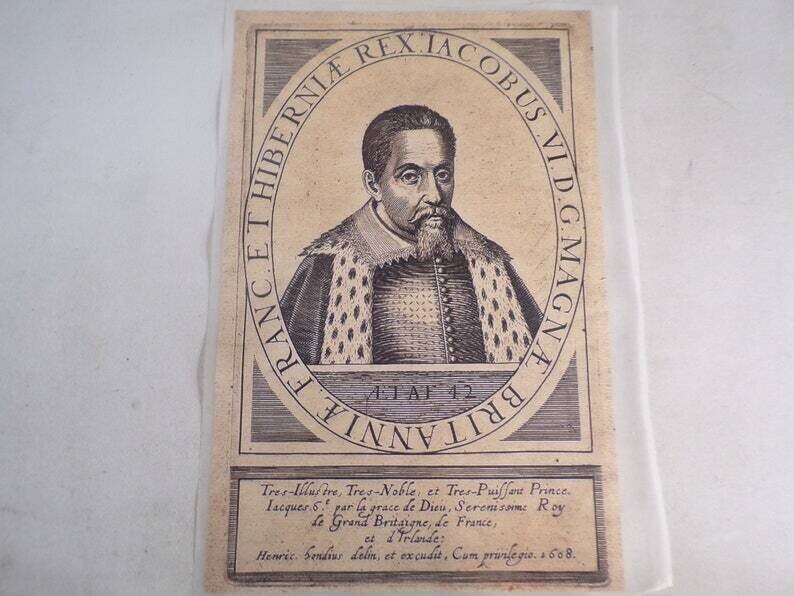 IACOBUS . VI . D . G . MAGNÆ BRITANNIÆ FRANC . ET HIBERNIÆ REX .
ÆTAE 42
Tres-Illustre, Tres-Noble, et Tres-Puissant Prince.
Iacques 6.e par la grace de Dieu, Serenissime Roy
de Grand Britaigne, de France,
et d'Irlande:
Henric. hondius delin, et excudit, Cum privilegio. 1608.